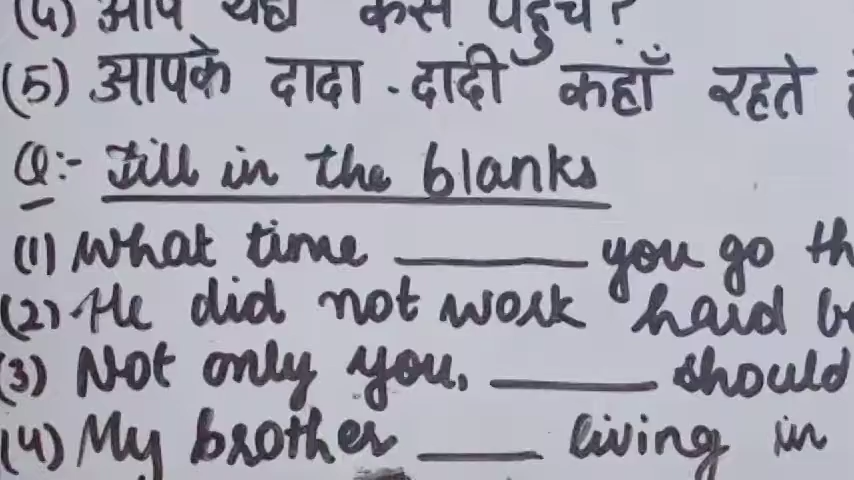 (4) आप यहाँ कैसे पहुँचे?
(5) आपके दादा-दादी कहाँ रहते
Q:- Fill in the blanks
(1) What time ______ you go th
(2) He did not work hard b
(3) Not only you, ______ should
(4) My brother ____ living in